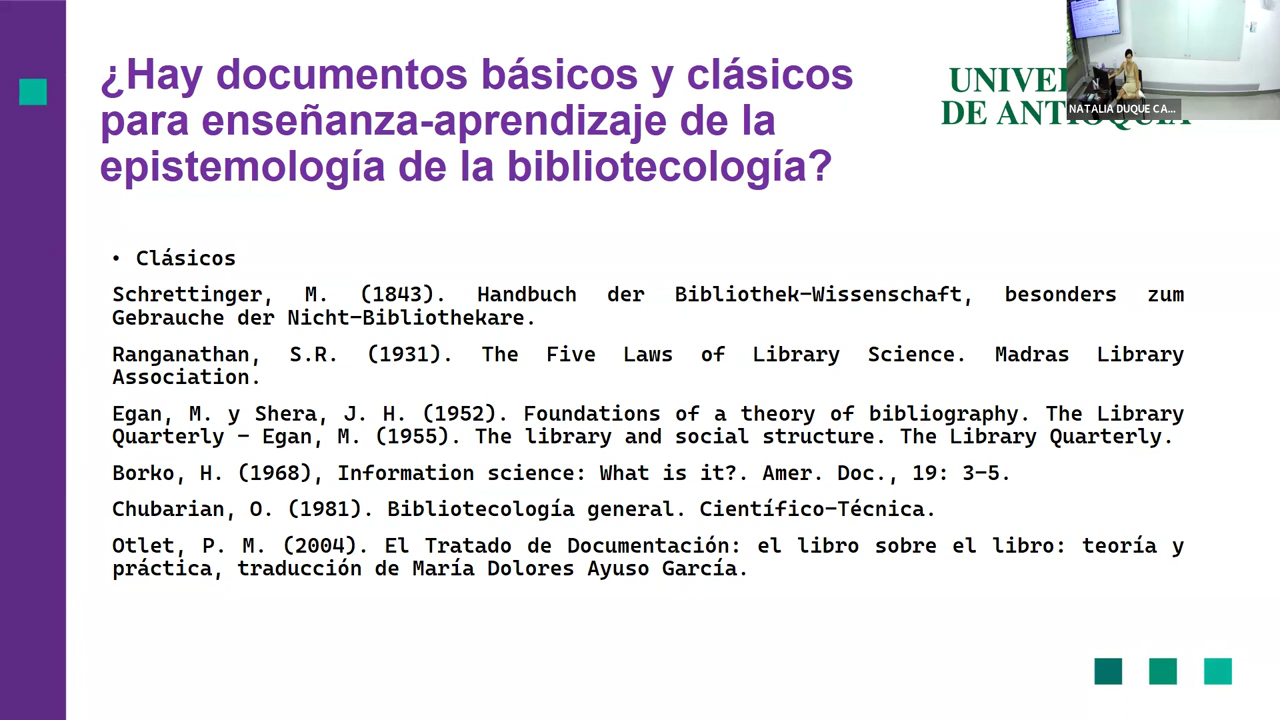 ¿Hay documentos básicos y clásicos
para enseñanza-aprendizaje de la
epistemología de la bibliotecología?
DE ANTIOQUIA
NATALIA DUQUE CA...
• Clásicos
Schrettinger, M. (1843). Handbuch der Bibliothek-Wissenschaft, besonders zum
Gebrauche der Nicht-Bibliothekare.
Ranganathan, S.R. (1931). The Five Laws of Library Science. Madras Library
Association.
Egan, M. y Shera, J. H. (1952). Foundations of a theory of bibliography. The Library
Quarterly - Egan, M. (1955). The library and social structure. The Library Quarterly.
Borko, H. (1968), Information science: What is it?. Amer. Doc., 19: 3-5.
Chubarian, O. (1981). Bibliotecología general. Científico-Técnica.
Otlet, P. M. (2004). El Tratado de Documentación: el libro sobre el libro: teoría y
práctica, traducción de María Dolores Ayuso García.